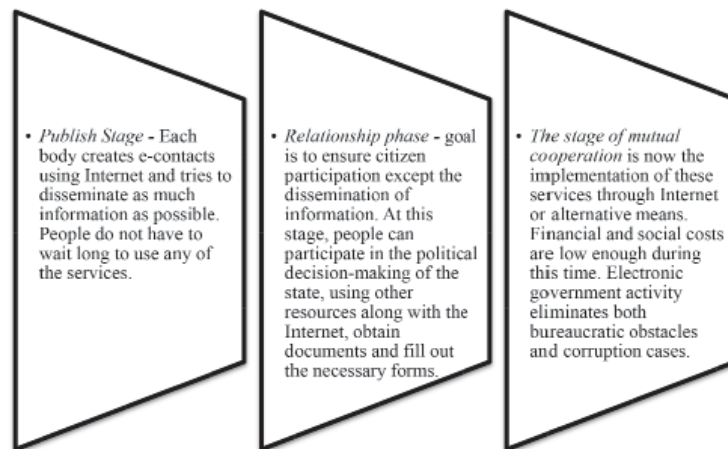 • Publish Stage - Each
body creates e-contacts
using Internet and tries to
disseminate as much
information as possible.
People do not have to
wait long to use any of
the services.
• Relationship phase - goal
is to ensure citizen
participation except the
dissemination of
information. At this
stage, people can
participate in the political
decision-making of the
state, using other
resources along with the
Internet, obtain
documents and fill out
the necessary forms.
• The stage of mutual
cooperation is now the
implementation of these
services through Internet
or alternative means.
Financial and social costs
are low enough during
this time. Electronic
government activity
eliminates both
bureaucratic obstacles
and corruption cases.